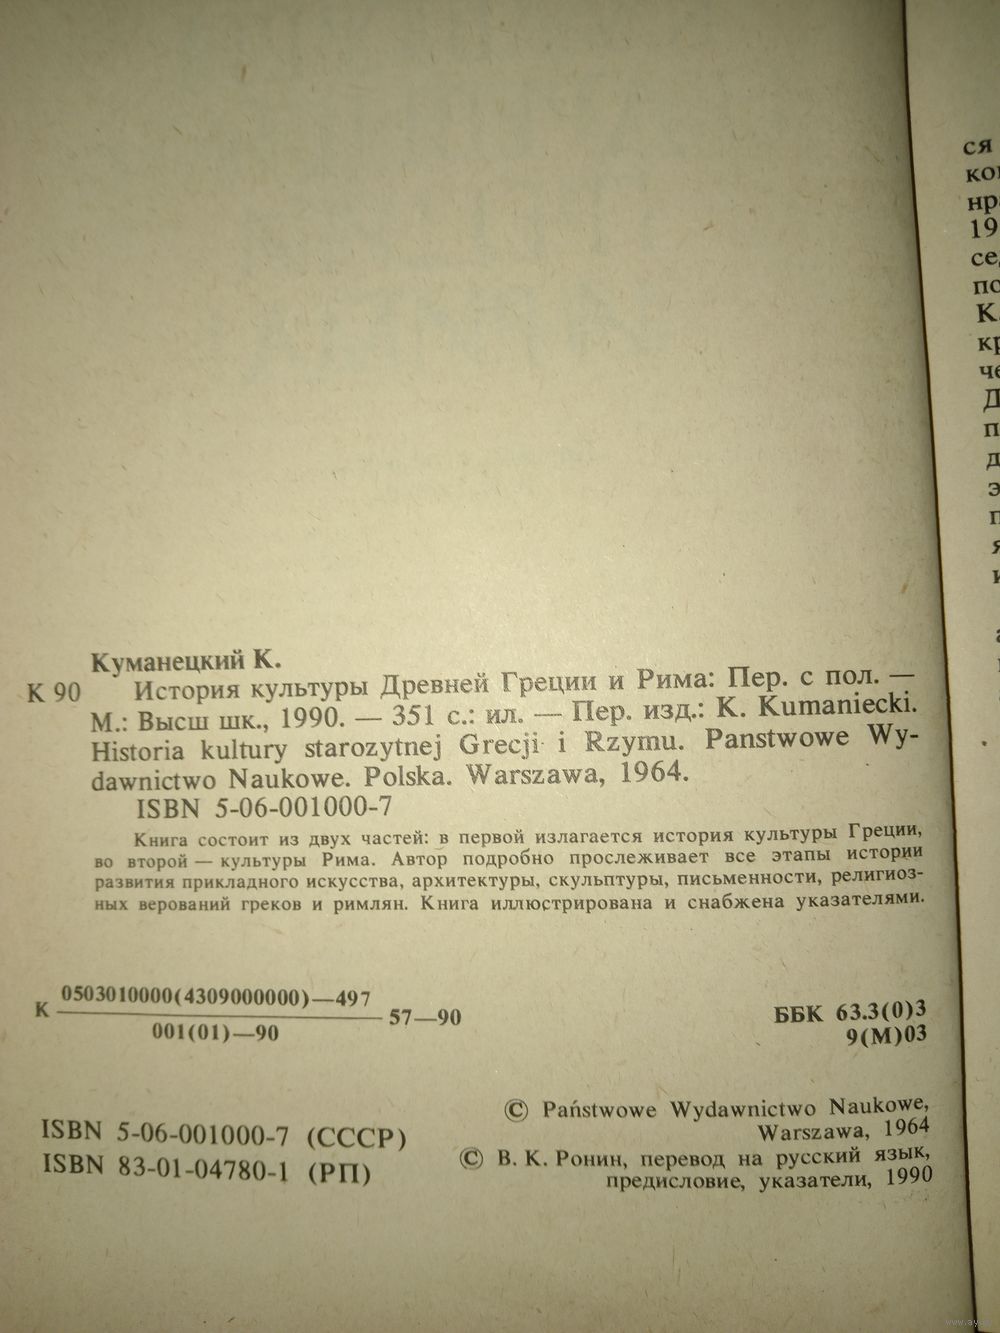 Куманецкий К.
К 90 История культуры Древней Греции и Рима: Пер. с пол. —
М.: Высш шк., 1990. — 351 с.: ил. — Пер. изд.: K. Kumaniecki.
Historia kultury starozytnej Grecji i Rzymu. Panstwowe Wy-
dawnictwo Naukowe. Polska. Warszawa, 1964.
ISBN 5-06-001000-7
Книга состоит из двух частей: в первой излагается история культуры Греции,
во второй — культуры Рима. Автор подробно прослеживает все этапы истории
развития прикладного искусства, архитектуры, скульптуры, письменности, религиоз-
ных верований греков и римлян. Книга иллюстрирована и снабжена указателями.
0503010000(4309000000)—497
К 57—90
001(01)—90
ББК 63.3(0)3
9(М)03
ISBN 5-06-001000-7 (СССР)
ISBN 83-01-04780-1 (РП)
© Państwowe Wydawnictwo Naukowe,
Warszawa, 1964
© В. К. Ронин, перевод на русский язык,
предисловие, указатели, 1990
ся